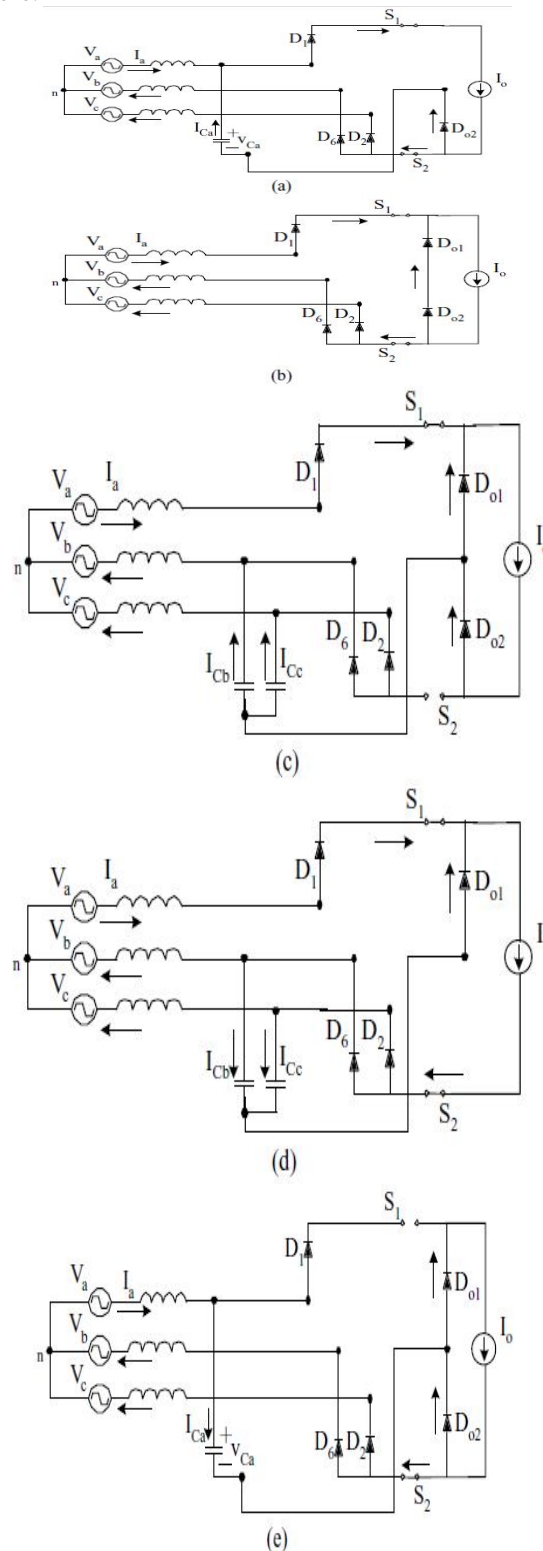 S1
D1
Va Ia
Io
Vb
n
Vc
ICa + VCa D6 D2 Do2
S2
(a)
S1
D1
Va Ia Do1
Io
Vb
n
Vc
D6 D2 Do2
S2
(b)
S1
D1
Va Ia Do1
Vb I
n
Vc
D6 D2 Do2
ICb ICc
S2
(c)
S1
D1
Va Ia Do1
Vb I
n
Vc
D6 D2
ICb ICc
S2
(d)
S1
D1
Va Ia Do1
Vb Io
n
Vc
ICa + VCa D6 D2 Do2
S2
(e)